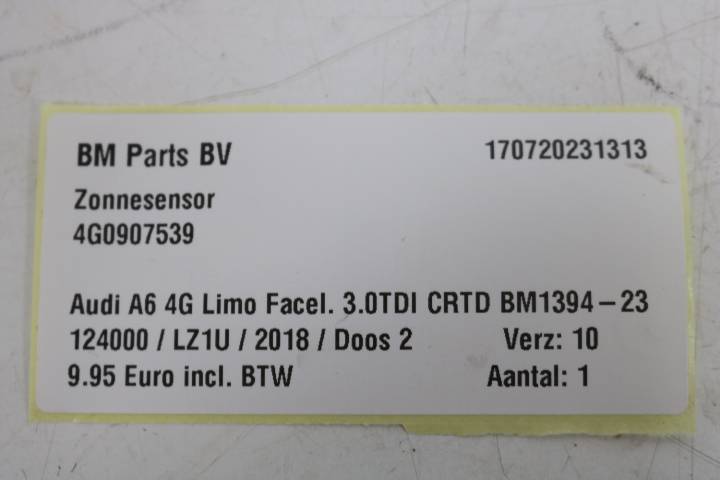 BM Parts BV 170720231313
Zonnesensor
4G0907539
Audi A6 4G Limo Facel. 3.0TDI CRTD BM1394-23
124000 / LZ1U / 2018 / Doos 2 Verz: 10
9.95 Euro incl. BTW Aantal: 1